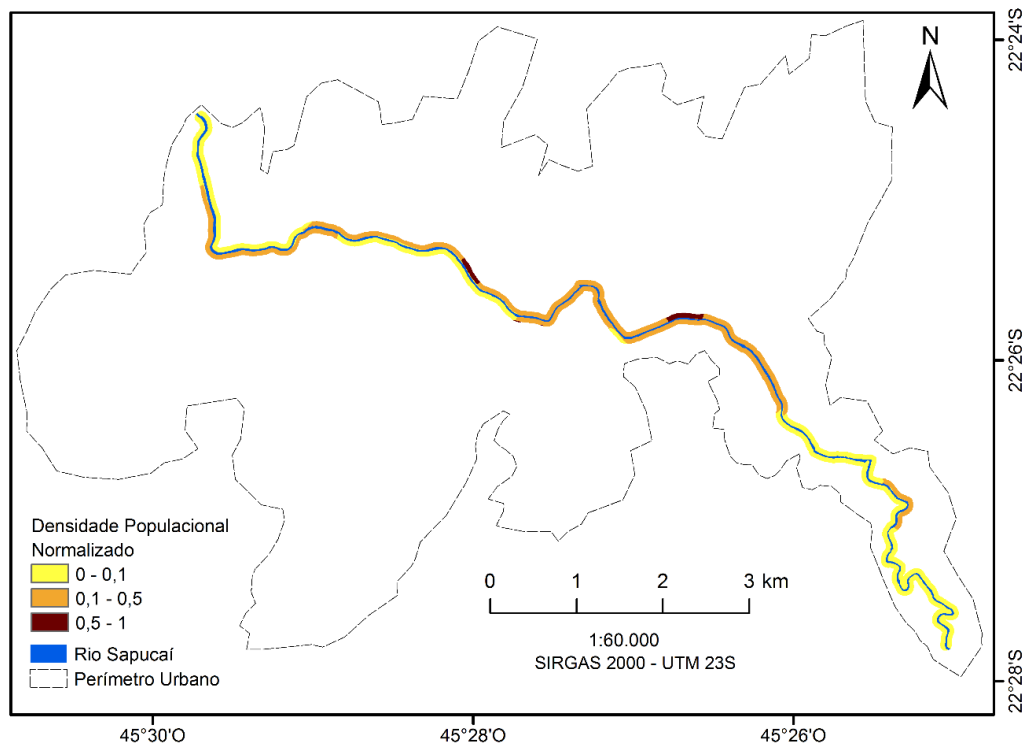 N
22°24'S
22°26'S
22°28'S
Densidade Populacional
Normalizado
0 - 0,1
0,1 - 0,5
0,5 - 1
Rio Sapucaí
Perímetro Urbano
0 1 2 3 km
1:60.000
SIRGAS 2000 - UTM 23S
45°30'O 45°28'O 45°26'O